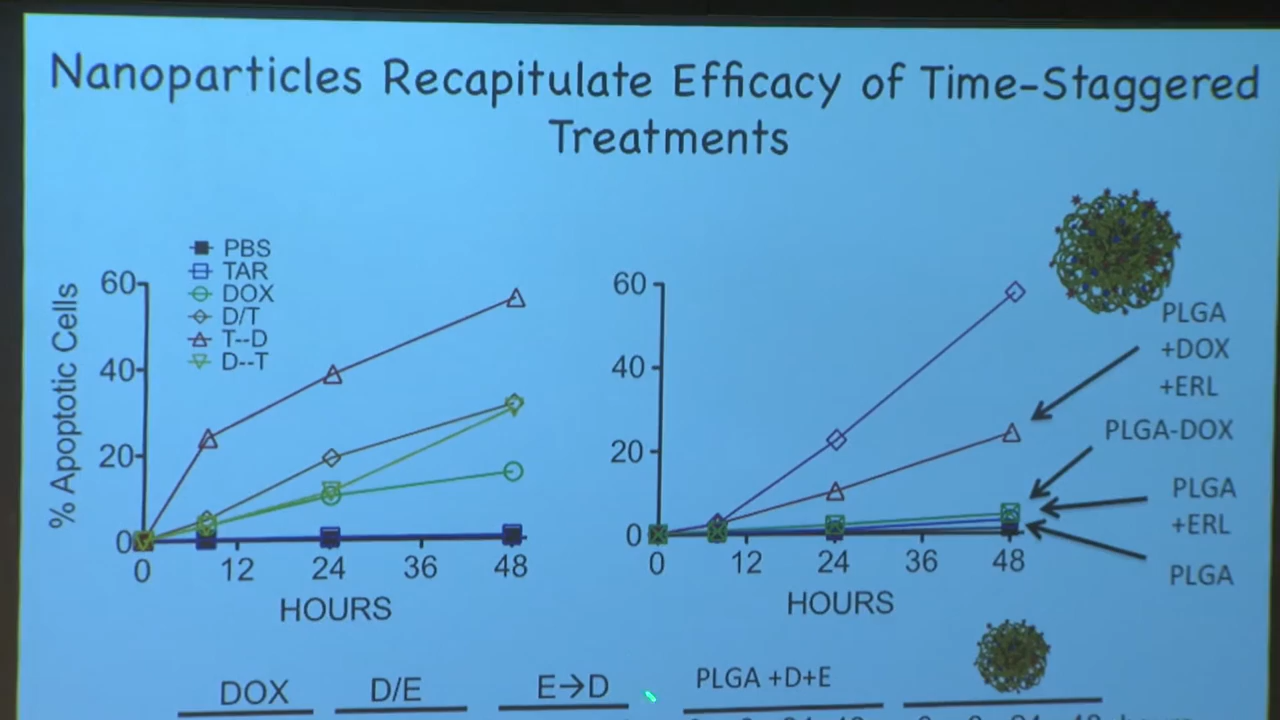 Nanoparticles Recapitulate Efficacy of Time-Staggered
Treatments
% Apoptotic Cells
60
40
20
0
PBS
TAR
DOX
D/T
T--D
D--T
0 12 24 36 48
HOURS
60
40
20
0
0 12 24 36 48
HOURS
PLGA
+DOX
+ERL
PLGA-DOX
PLGA
+ERL
PLGA
DOX D/E E→D PLGA +D+E